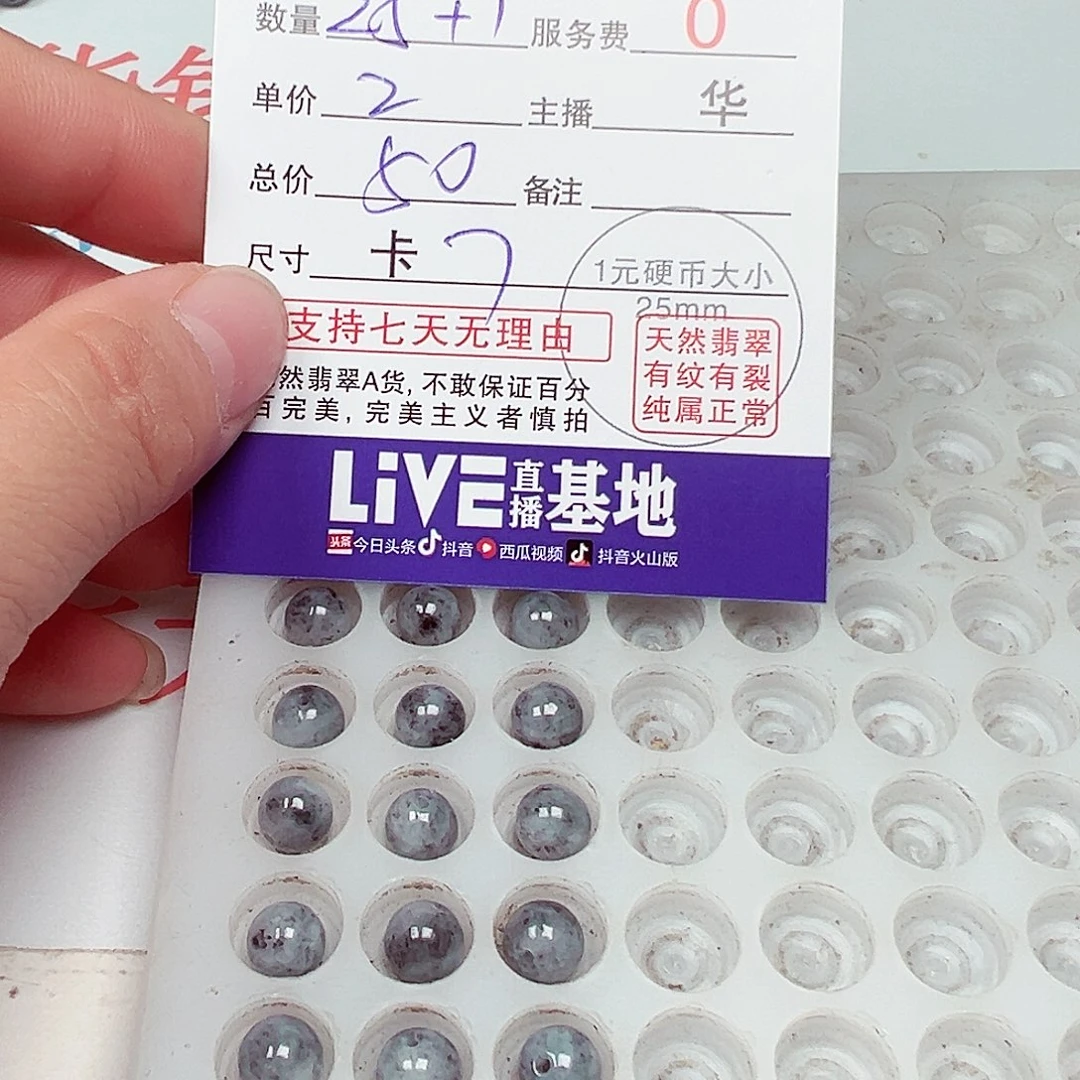 数量 25+1 服务费 0
单价 2 主播 华
总价 50 备注
尺寸 卡 7
1元硬币大小
25mm
支持七天无理由
然翡翠A货, 不敢保证百分
百完美, 完美主义者慎拍
天然翡翠
有纹有裂
纯属正常
LiVE直播基地
头条 今日头条 抖音 西瓜视频 抖音火山版